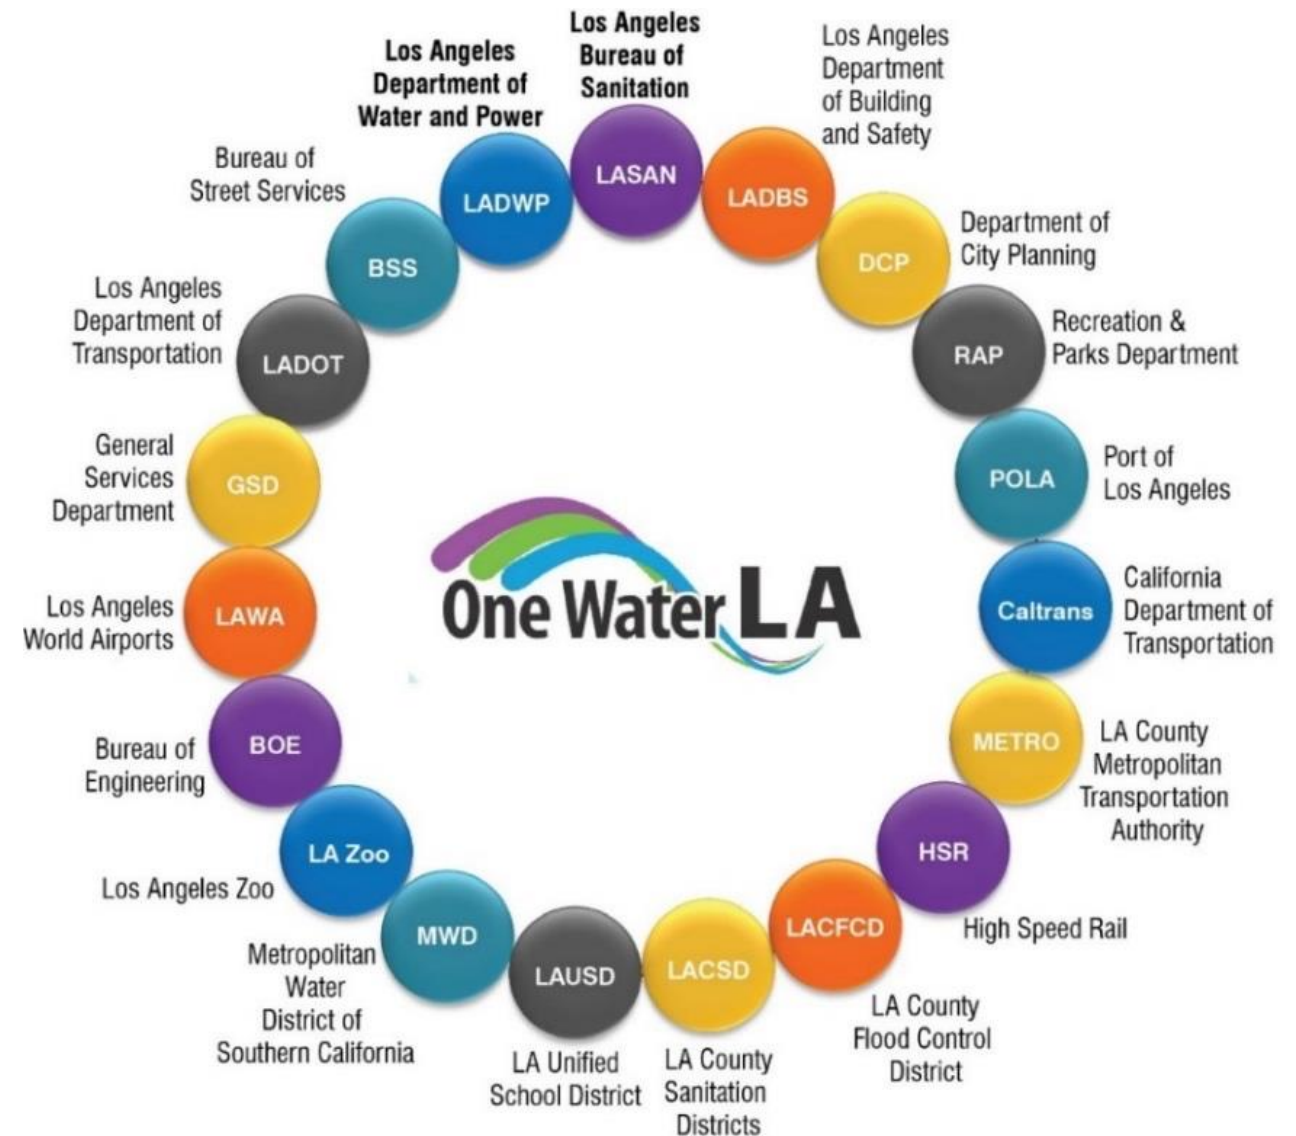 Los Angeles
Bureau of
Sanitation
LASAN
Los Angeles
Department
of Building
and Safety
LADBS
Department of
City Planning
DCP
Recreation &
Parks Department
RAP
Port of
Los Angeles
POLA
California
Department of
Transportation
Caltrans
LA County
Metropolitan
Transportation
Authority
METRO
High Speed Rail
HSR
LA County
Flood Control
District
LACFCD
LA County
Sanitation
Districts
LACSD
LA Unified
School District
LAUSD
Metropolitan
Water
District of
Southern California
MWD
Los Angeles Zoo
LA Zoo
Bureau of
Engineering
BOE
Los Angeles
World Airports
LAWA
General
Services
Department
GSD
Los Angeles
Department of
Transportation
LADOT
Bureau of
Street Services
BSS
Los Angeles
Department of
Water and Power
LADWP
One Water LA